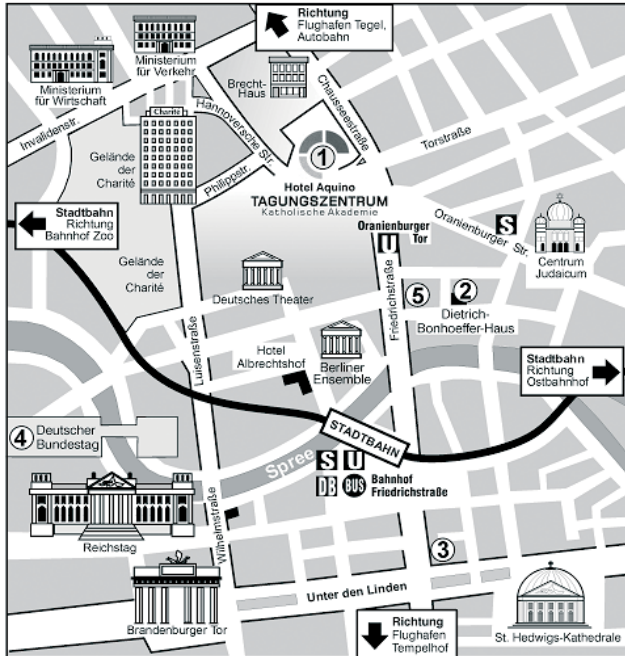 Richtung
Flughafen Tegel,
Autobahn
Ministerium
für Verkehr
Ministerium
für Wirtschaft
Brecht-
Haus
Chausseestraße
Invalidenstr.
Charité
Hannoversche Str.
Torstraße
Gelände
der
Charité
Philippstr.
1
Hotel Aquino
TAGUNGSZENTRUM
Katholische Akademie
Stadtbahn
Richtung
Bahnhof Zoo
Oranienburger
Tor
U
Oranienburger Str.
S
Centrum
Judaicum
Gelände
der
Charité
Deutsches Theater
Friedrichstraße
5
2
Dietrich-
Bonhoeffer-Haus
Luisenstraße
Hotel
Albrechtshof
Berliner
Ensemble
Stadtbahn
Richtung
Ostbahnhof
4
Deutscher
Bundestag
STADTBAHN
Spree
S U
DB BUS
Bahnhof
Friedrichstraße
Reichstag
Wilhelmstraße
3
Unter den Linden
Brandenburger Tor
Richtung
Flughafen
Tempelhof
St. Hedwigs-Kathedrale